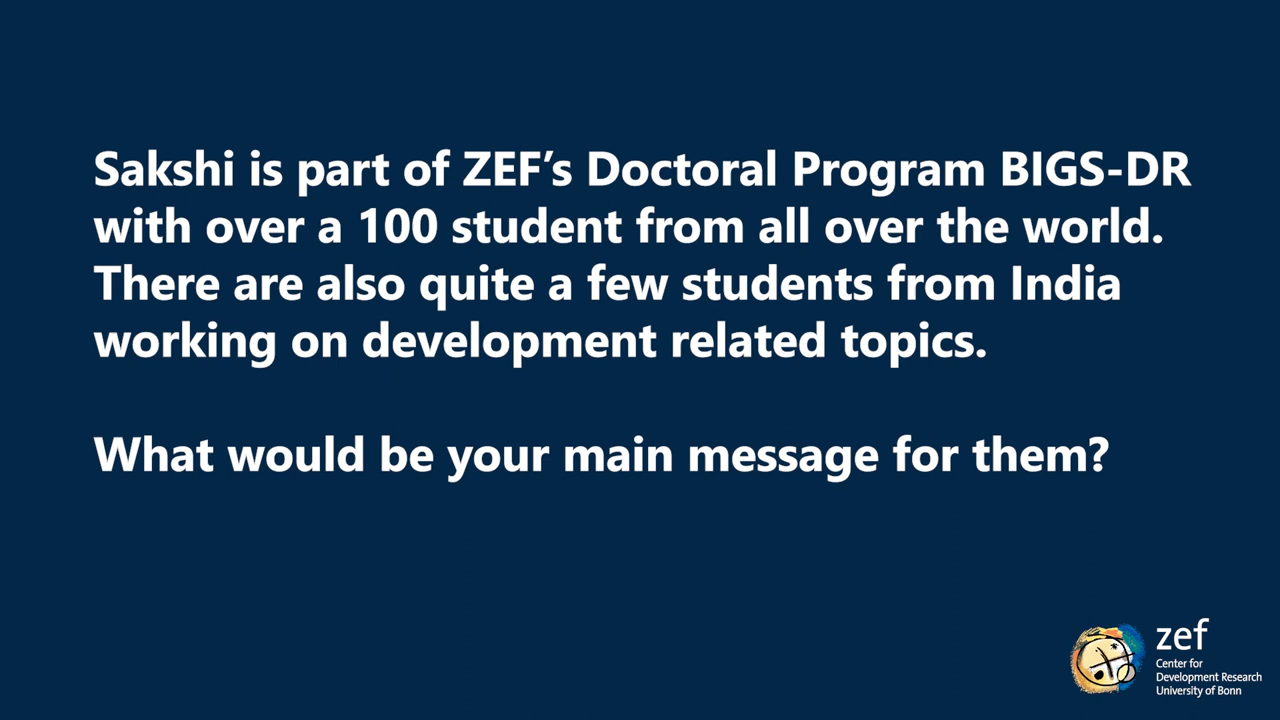 Sakshi is part of ZEF’s Doctoral Program BIGS-DR
with over a 100 student from all over the world.
There are also quite a few students from India
working on development related topics.
What would be your main message for them?
zef
Center for
Development Research
University of Bonn